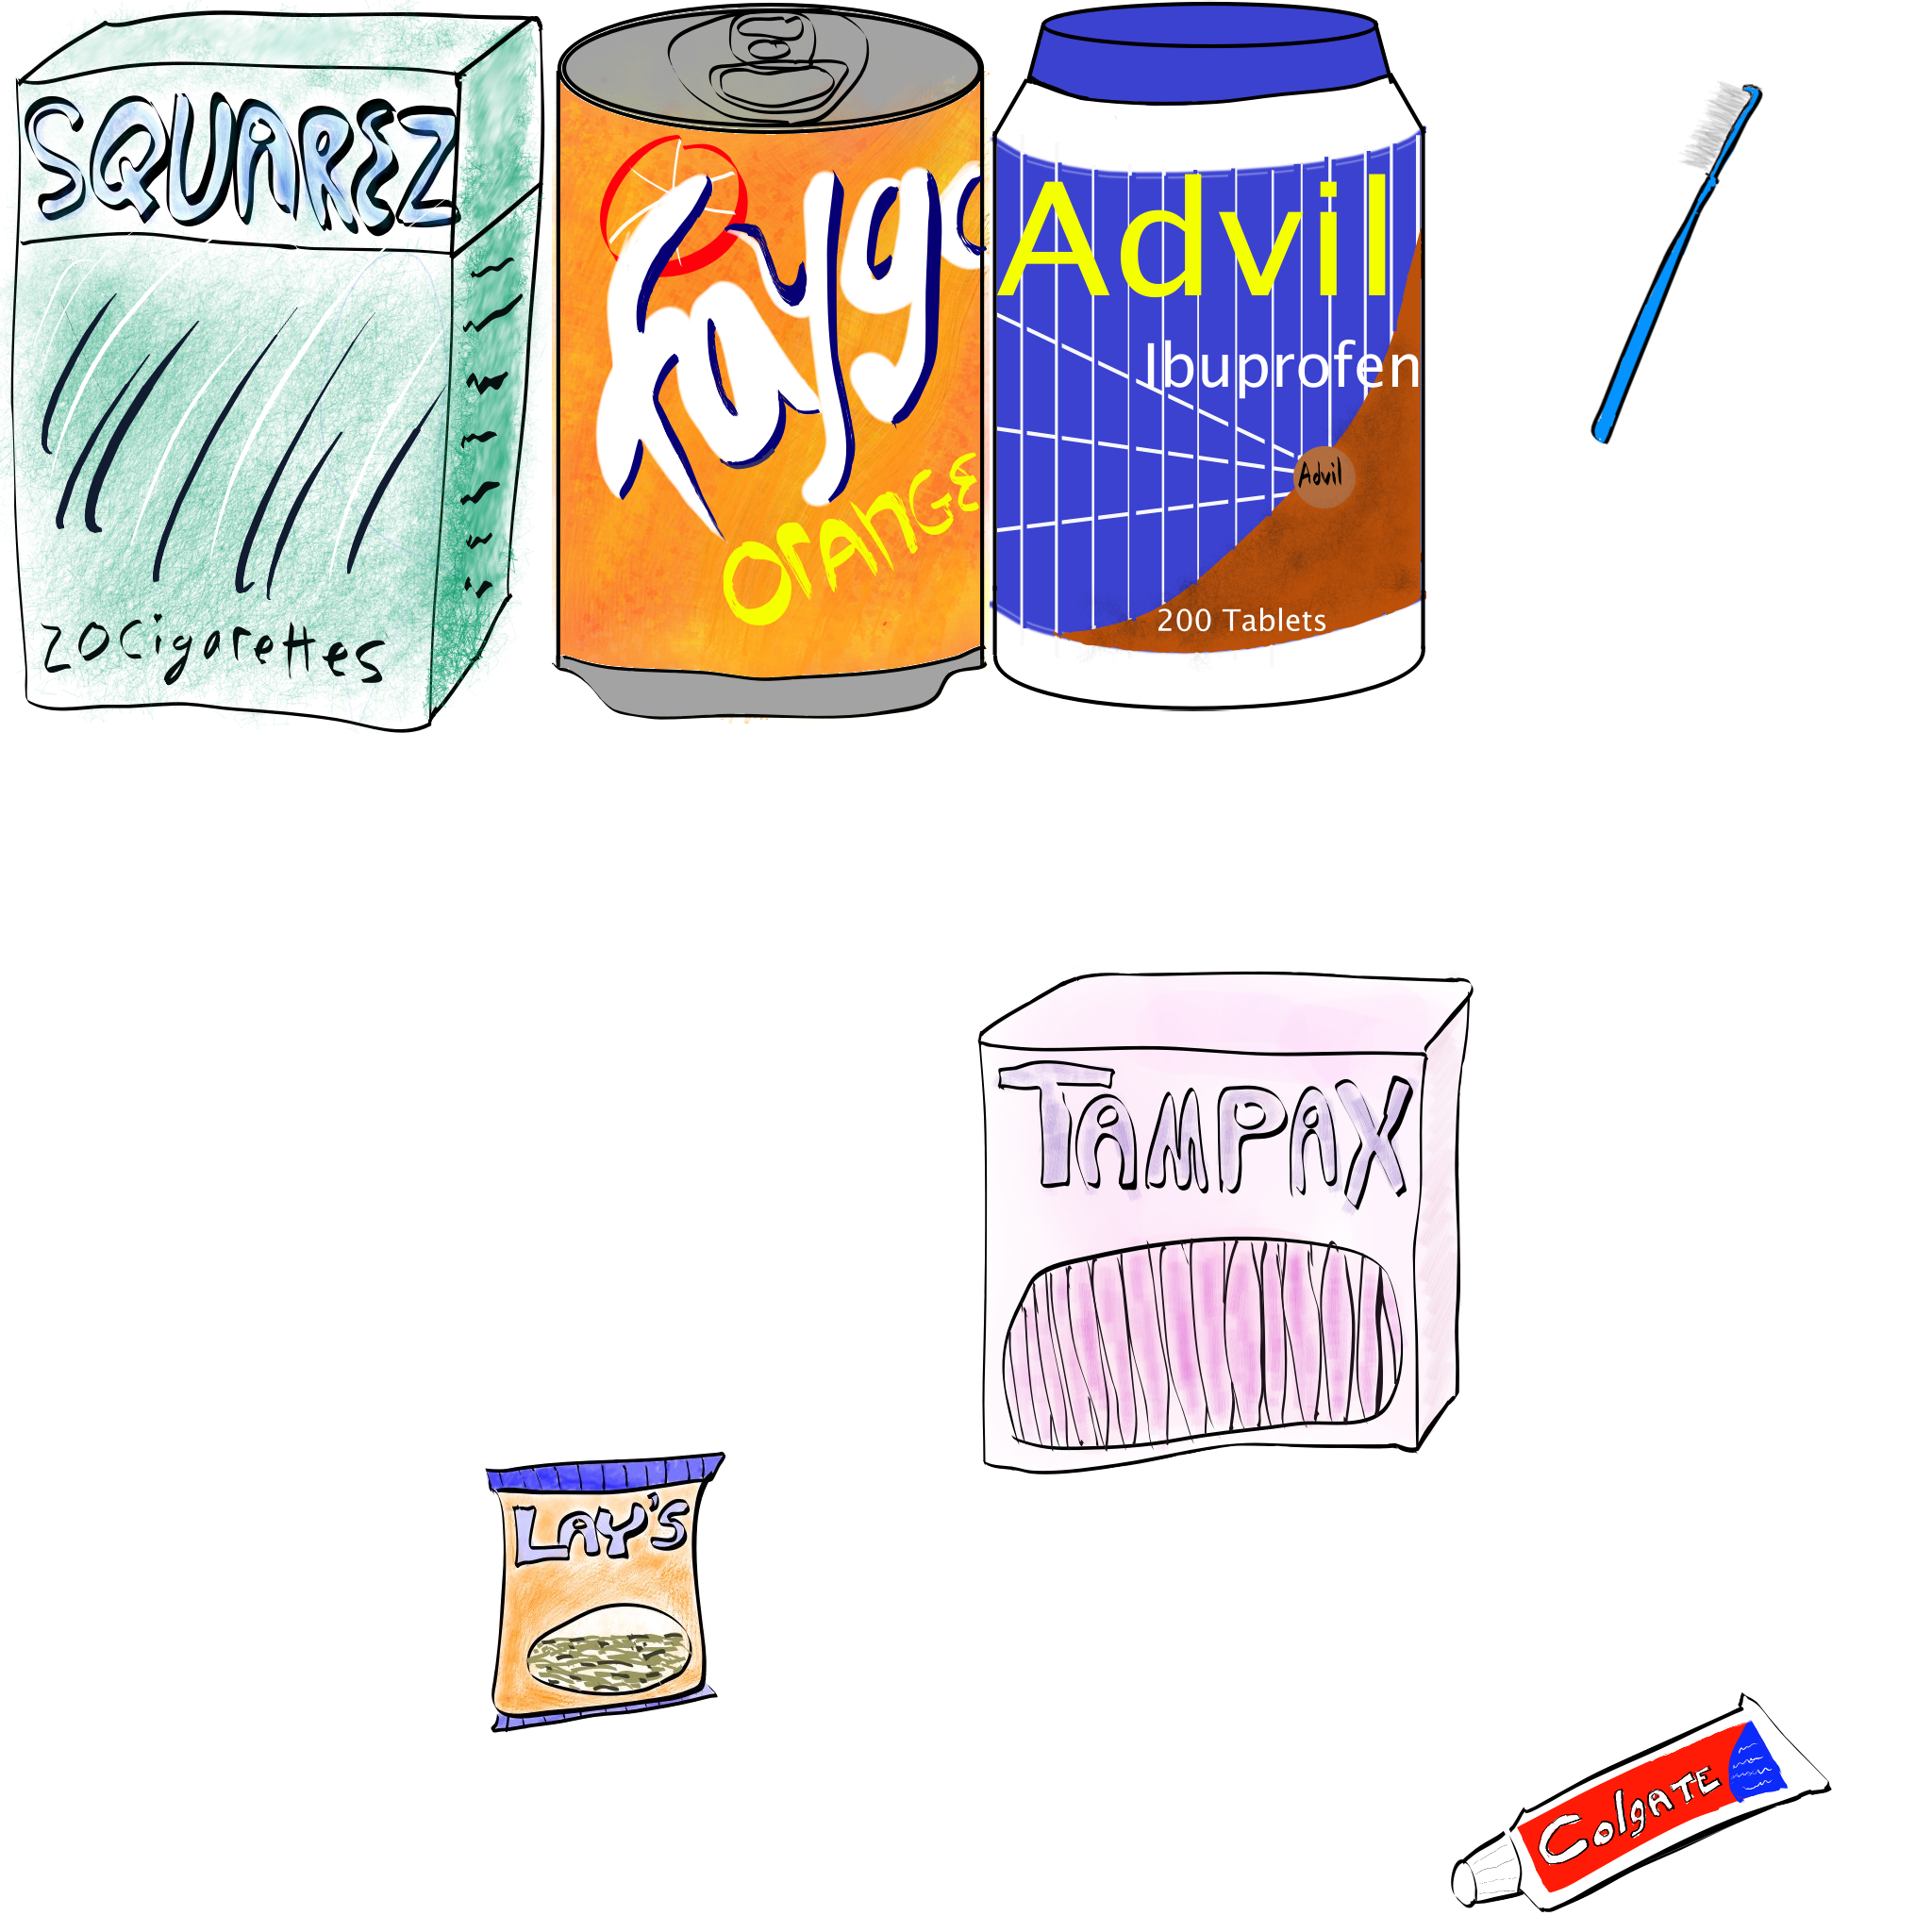 SQUAREZ
20 Cigarettes
Faygo
orANGE
Advil
Ibuprofen
Advil
200 Tablets
TAMPAX
LAY'S
Colgate